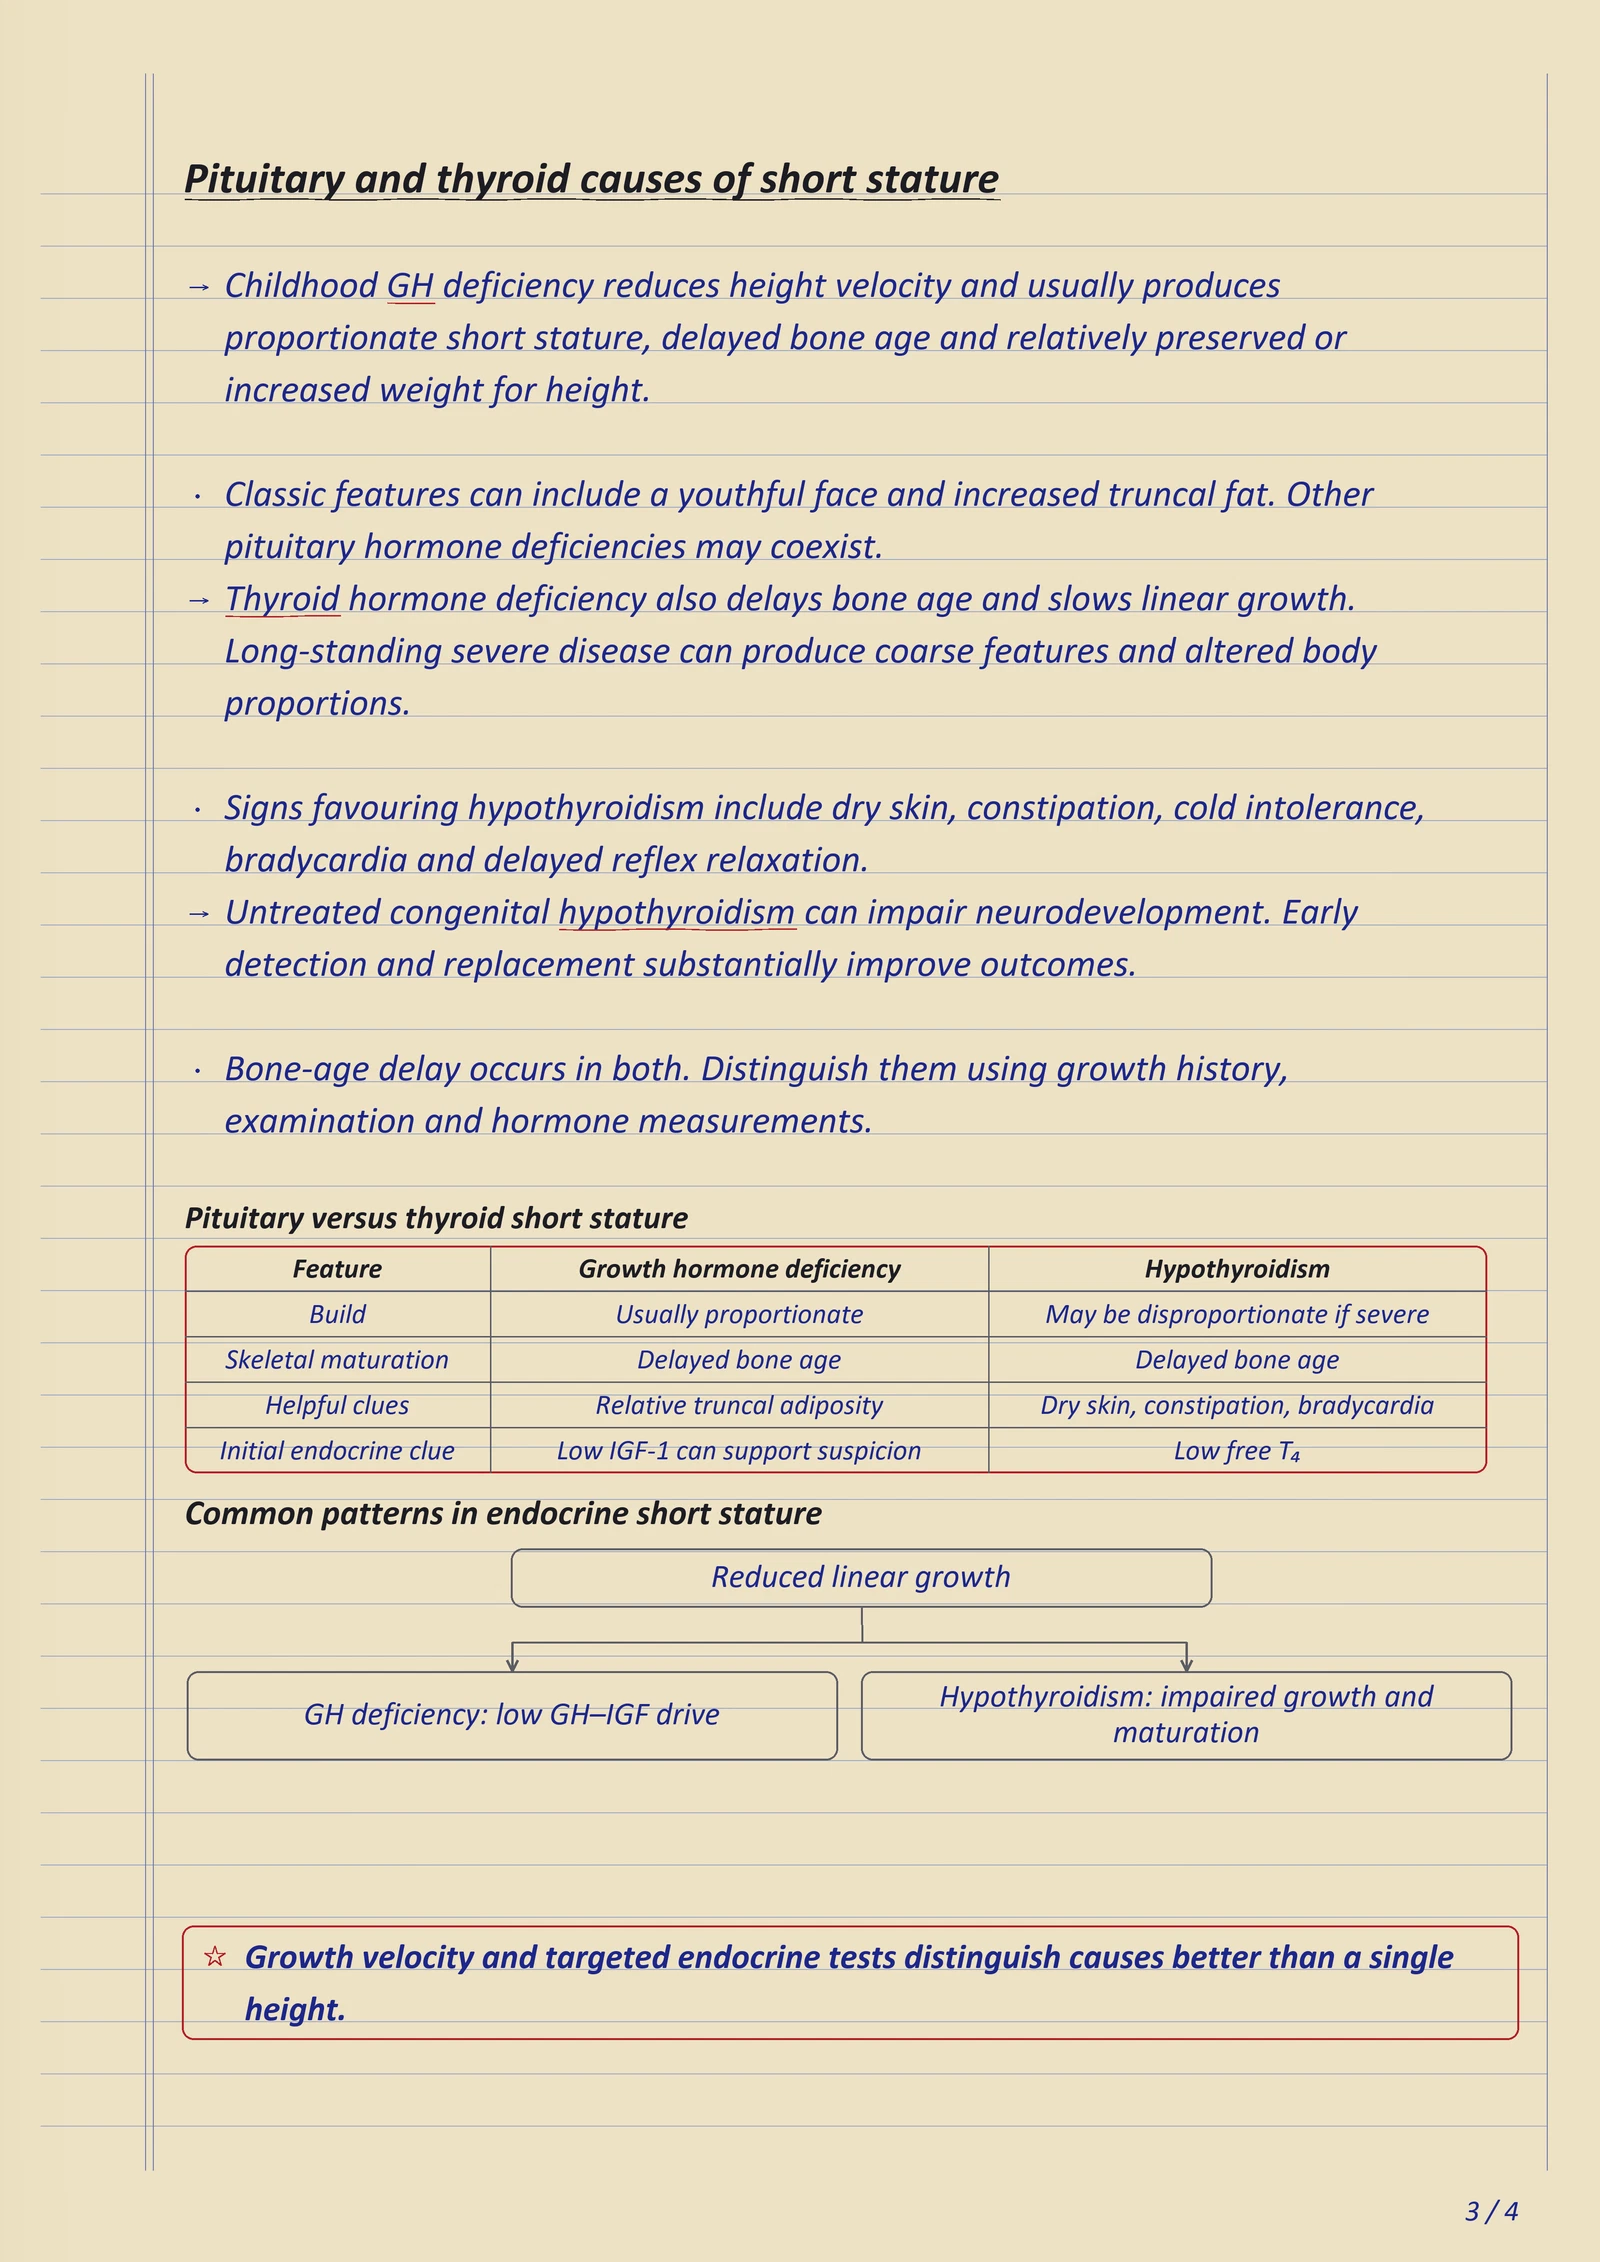 Pituitary and thyroid causes of short stature
→ Childhood GH deficiency reduces height velocity and usually produces
proportionate short stature, delayed bone age and relatively preserved or
increased weight for height.
· Classic features can include a youthful face and increased truncal fat. Other
pituitary hormone deficiencies may coexist.
→ Thyroid hormone deficiency also delays bone age and slows linear growth.
Long-standing severe disease can produce coarse features and altered body
proportions.
· Signs favouring hypothyroidism include dry skin, constipation, cold intolerance,
bradycardia and delayed reflex relaxation.
→ Untreated congenital hypothyroidism can impair neurodevelopment. Early
detection and replacement substantially improve outcomes.
· Bone-age delay occurs in both. Distinguish them using growth history,
examination and hormone measurements.
Pituitary versus thyroid short stature
Feature Growth hormone deficiency Hypothyroidism
Build Usually proportionate May be disproportionate if severe
Skeletal maturation Delayed bone age Delayed bone age
Helpful clues Relative truncal adiposity Dry skin, constipation, bradycardia
Initial endocrine clue Low IGF-1 can support suspicion Low free T₄
Common patterns in endocrine short stature
Reduced linear growth
GH deficiency: low GH–IGF drive
Hypothyroidism: impaired growth and
maturation
☆ Growth velocity and targeted endocrine tests distinguish causes better than a single
height.
3 / 4